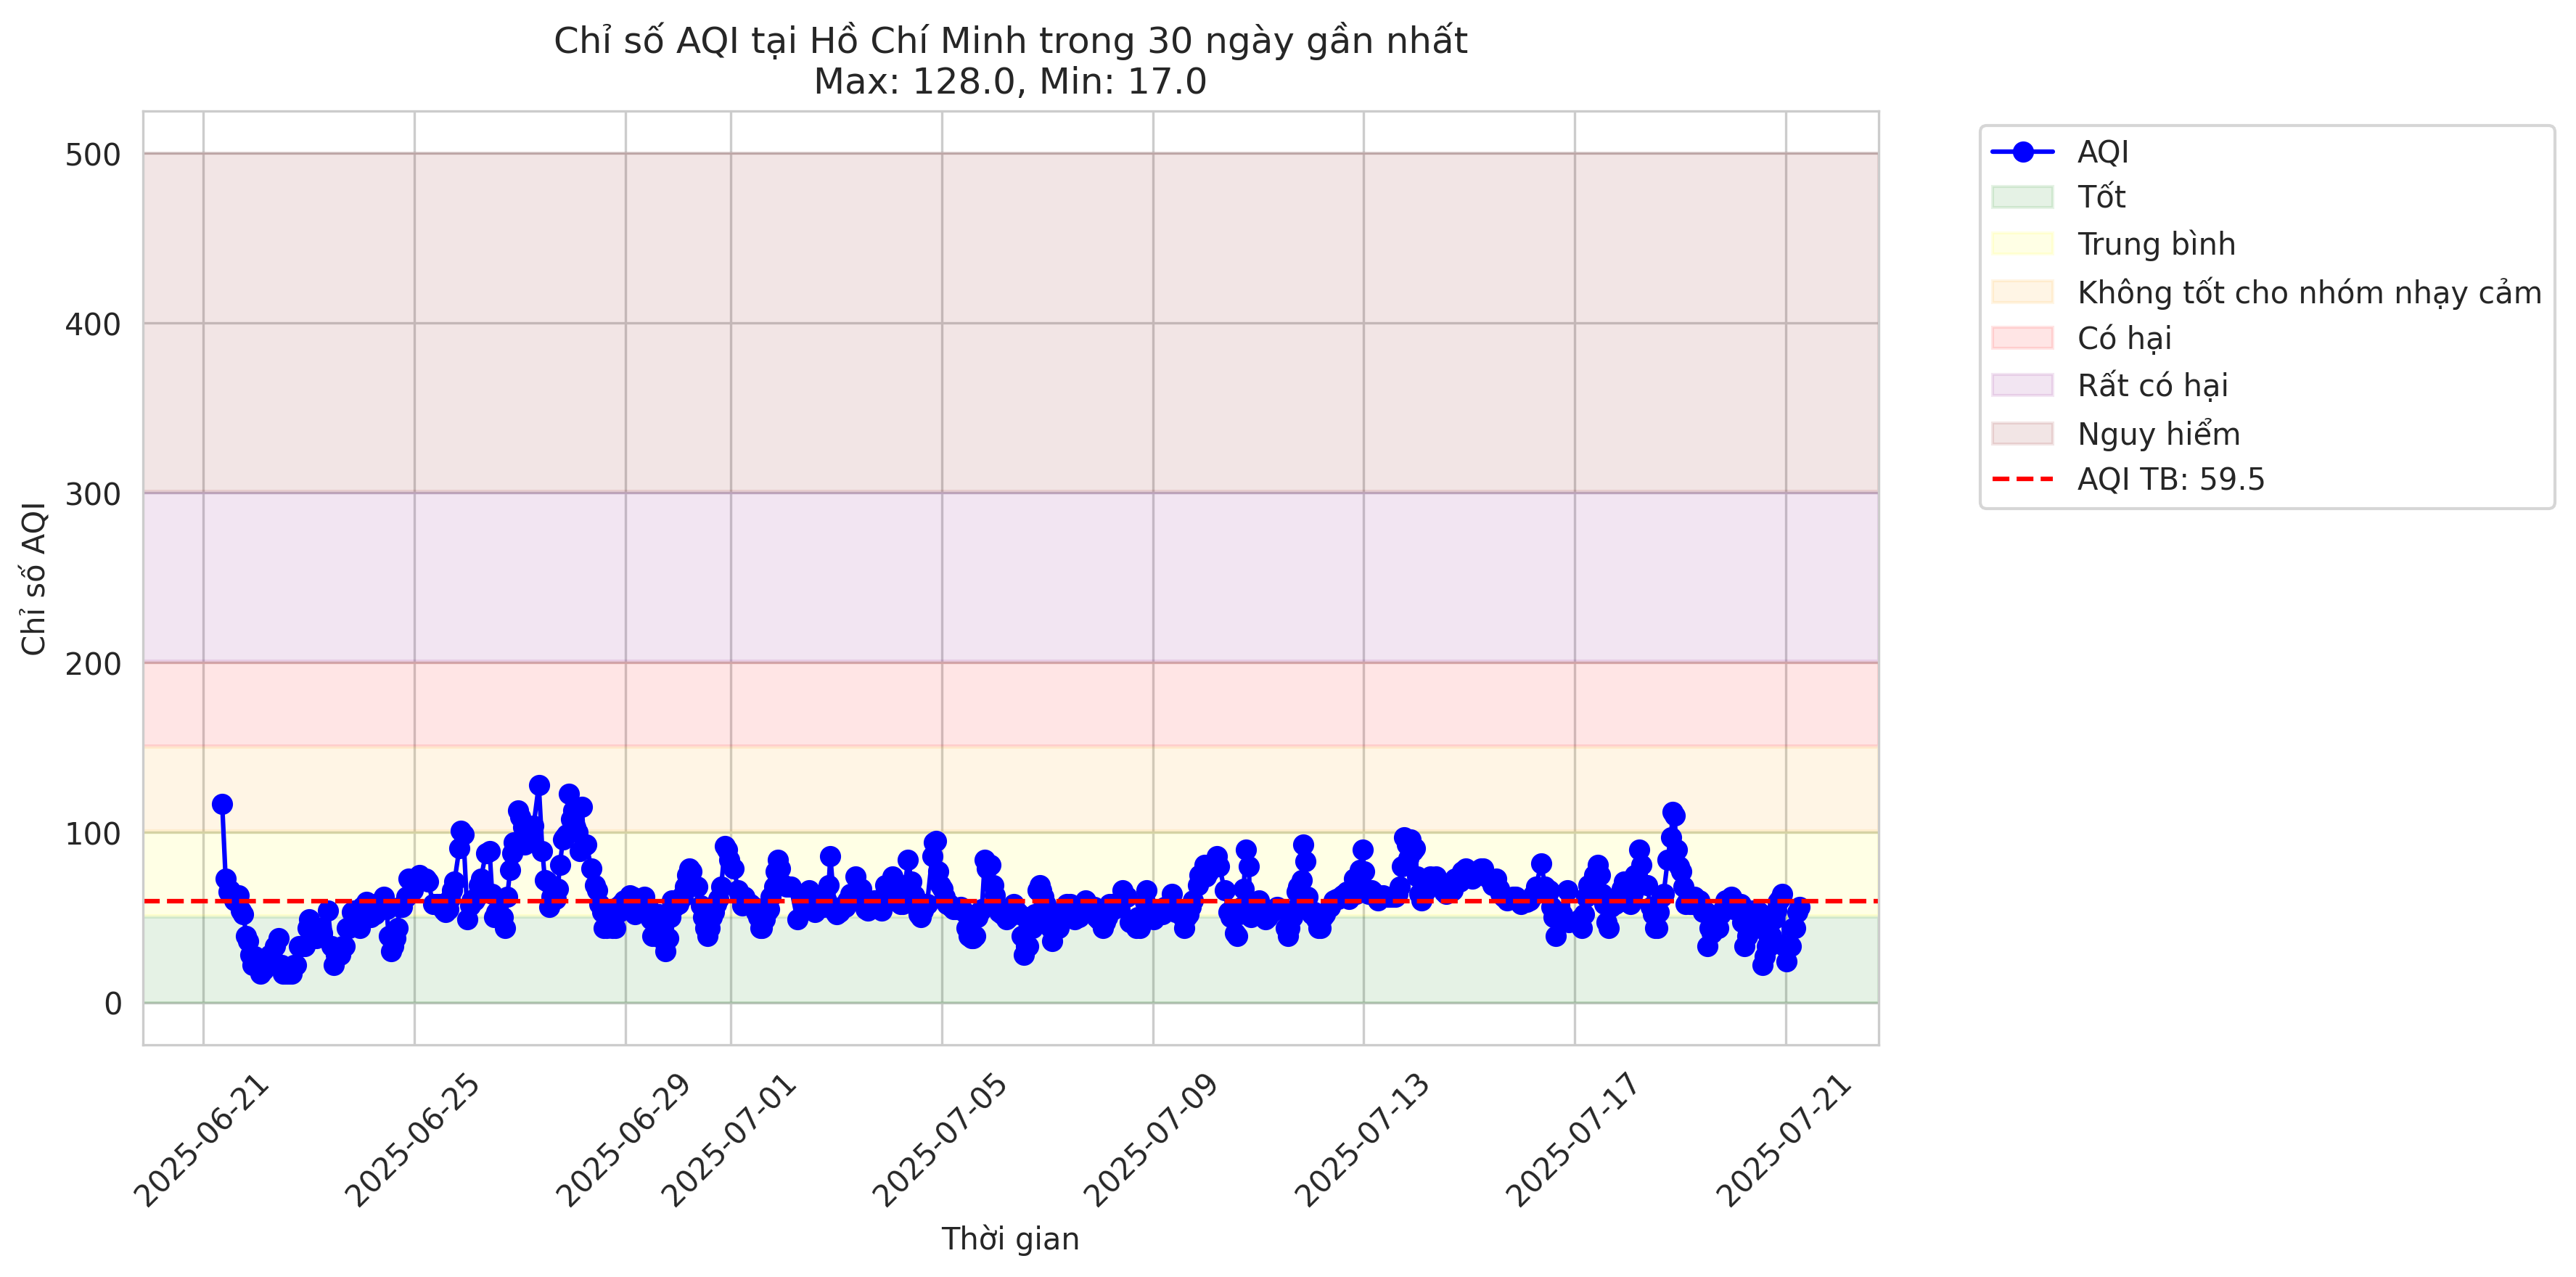 Chỉ số AQI tại Hồ Chí Minh trong 30 ngày gần nhất
Max: 128.0, Min: 17.0
Chỉ số AQI
500
400
300
200
100
0
2025-06-21
2025-06-25
2025-06-29
2025-07-01
2025-07-05
2025-07-09
2025-07-13
2025-07-17
2025-07-21
Thời gian
AQI
Tốt
Trung bình
Không tốt cho nhóm nhạy cảm
Có hại
Rất có hại
Nguy hiểm
AQI TB: 59.5